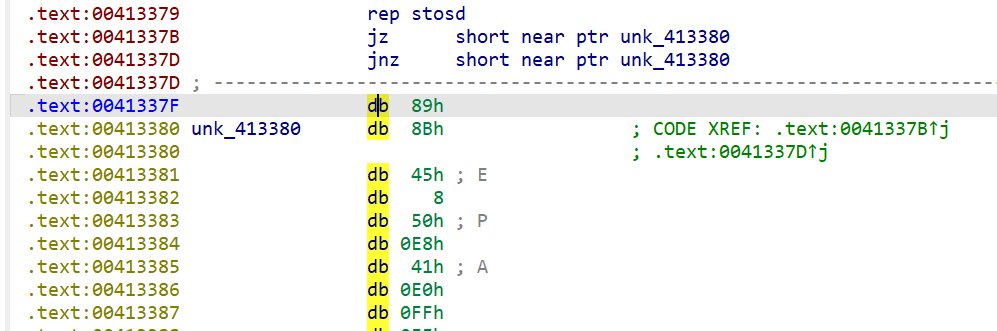 .text:00413379 rep stosd
.text:0041337B jz short near ptr unk_413380
.text:0041337D jnz short near ptr unk_413380
.text:0041337D ; ---------------------------------------------------------------------------
.text:0041337F db 89h
.text:00413380 unk_413380 db 8Bh ; CODE XREF: .text:0041337B↑j
.text:00413380 ; .text:0041337D↑j
.text:00413381 db 45h ; E
.text:00413382 db 8
.text:00413383 db 50h ; P
.text:00413384 db 0E8h
.text:00413385 db 41h ; A
.text:00413386 db 0E0h
.text:00413387 db 0FFh